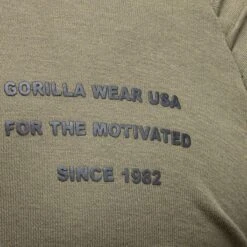 GORILLA WEAR USA
FOR THE MOTIVATED
SINCE 1982